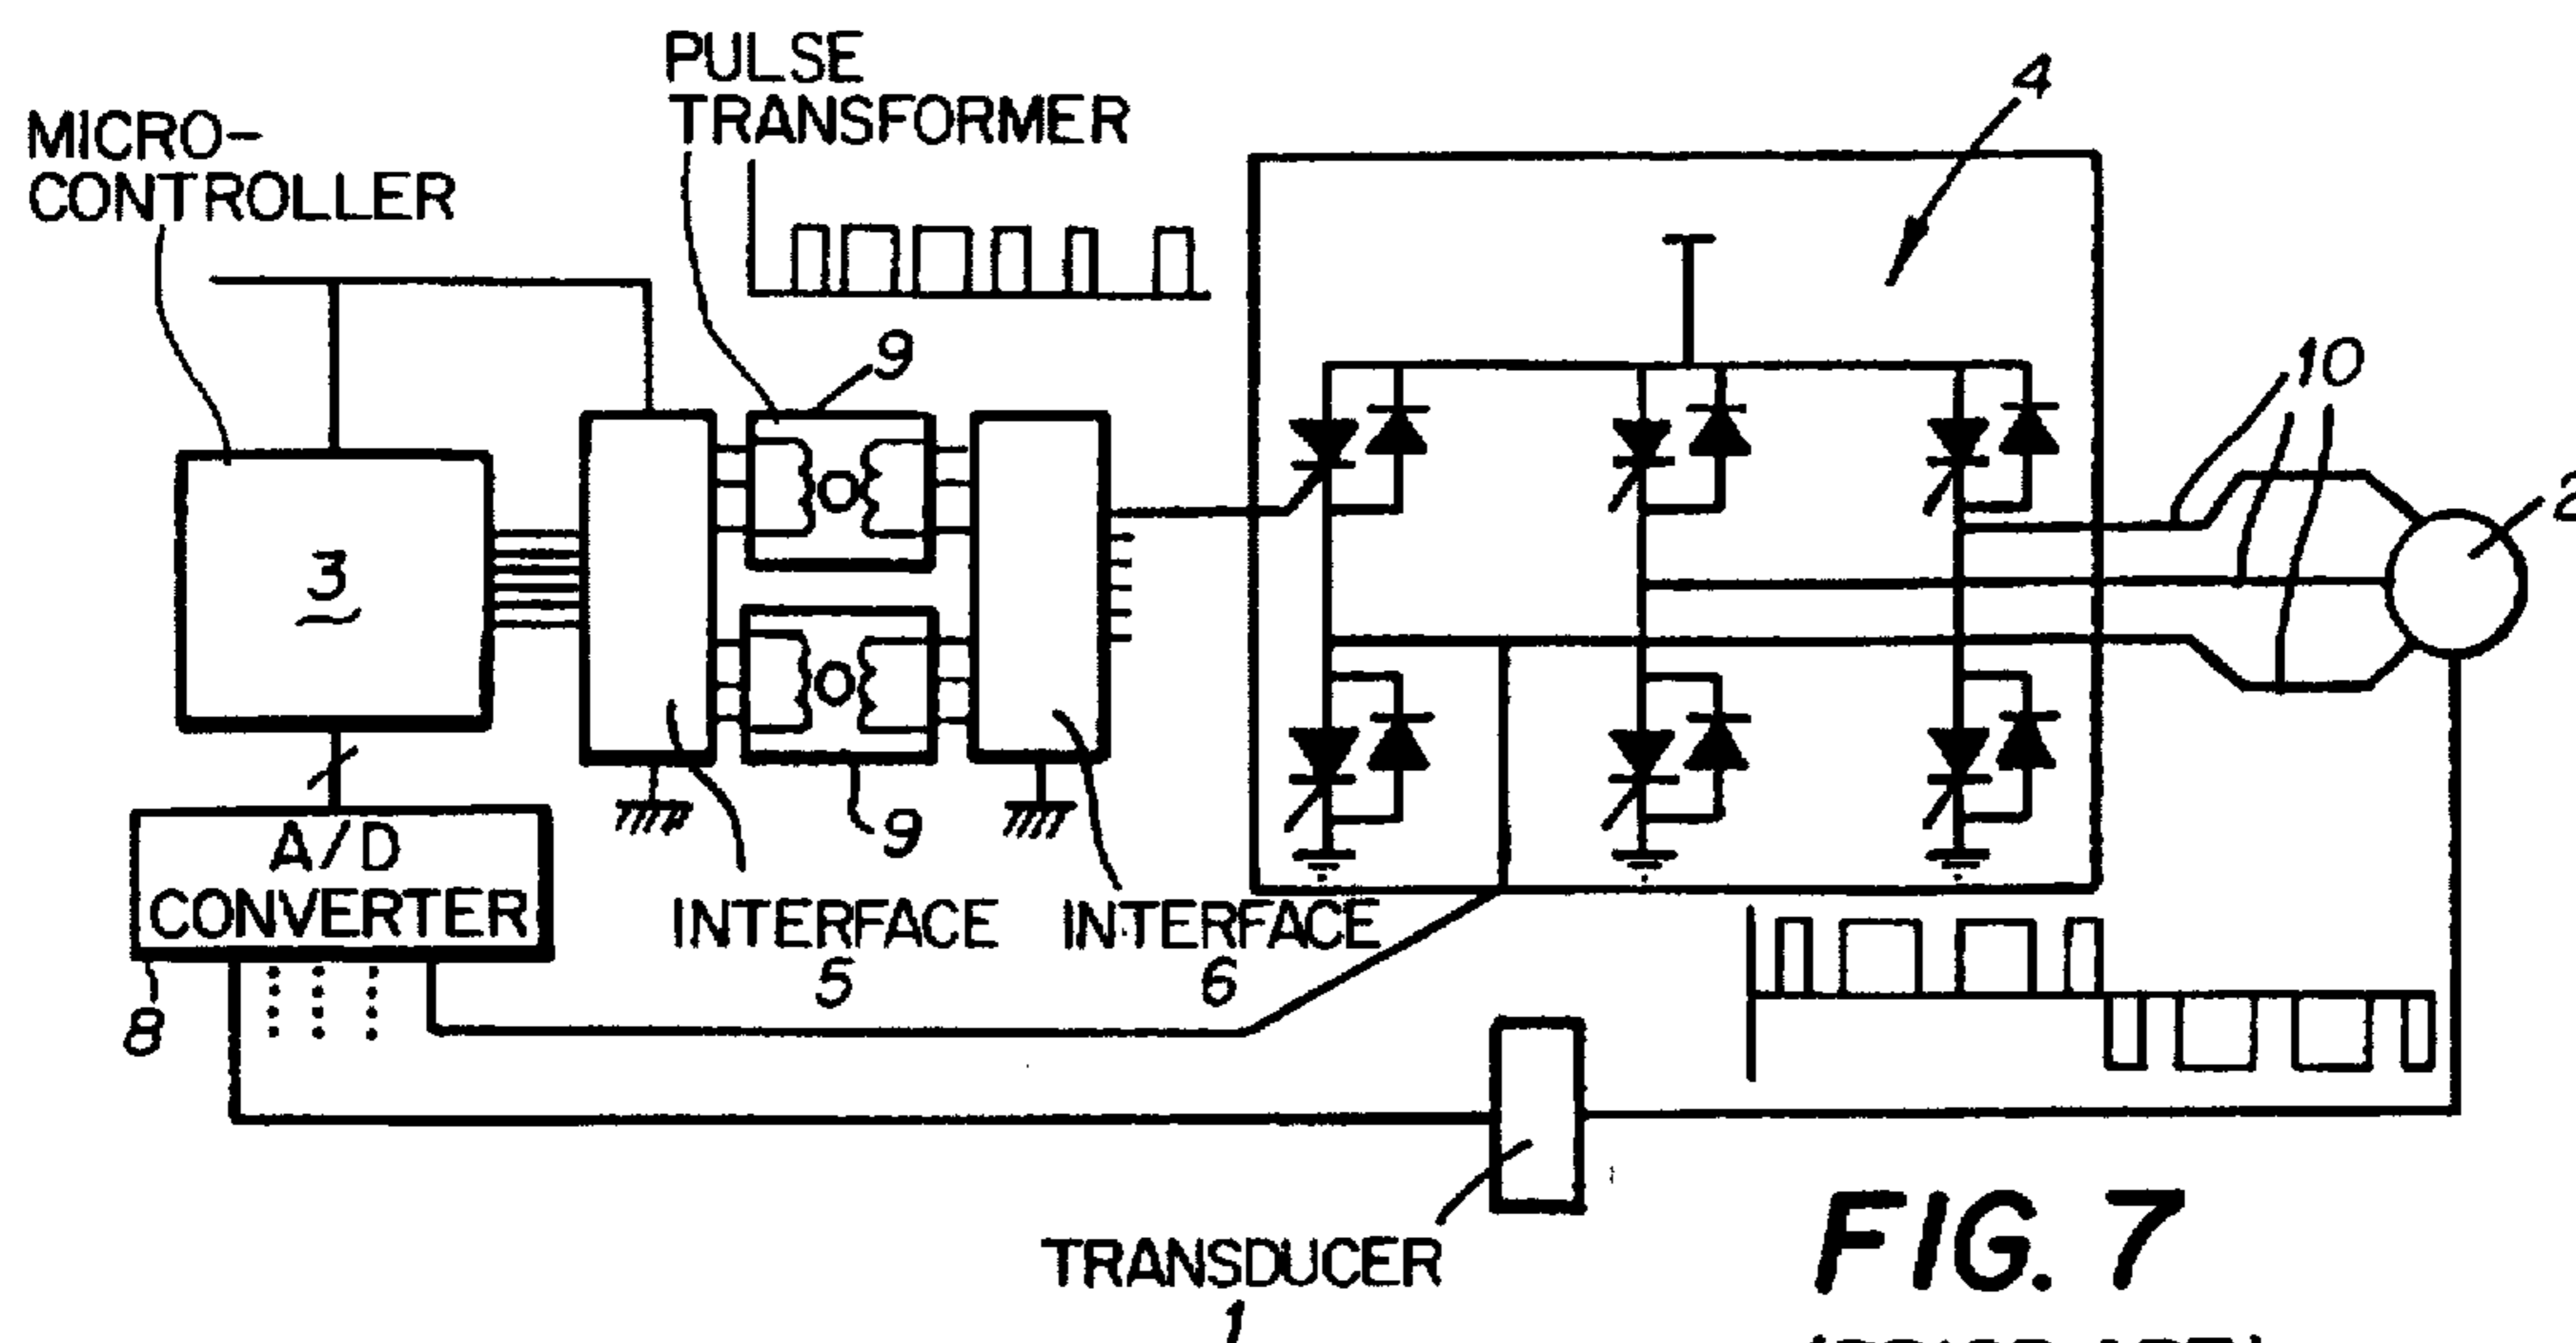 PULSE
TRANSFORMER
4
MICRO-
CONTROLLER
9
10
2
3
A/D
CONVERTER
9
INTERFACE
5
INTERFACE
6
8
TRANSDUCER
1
FIG. 7